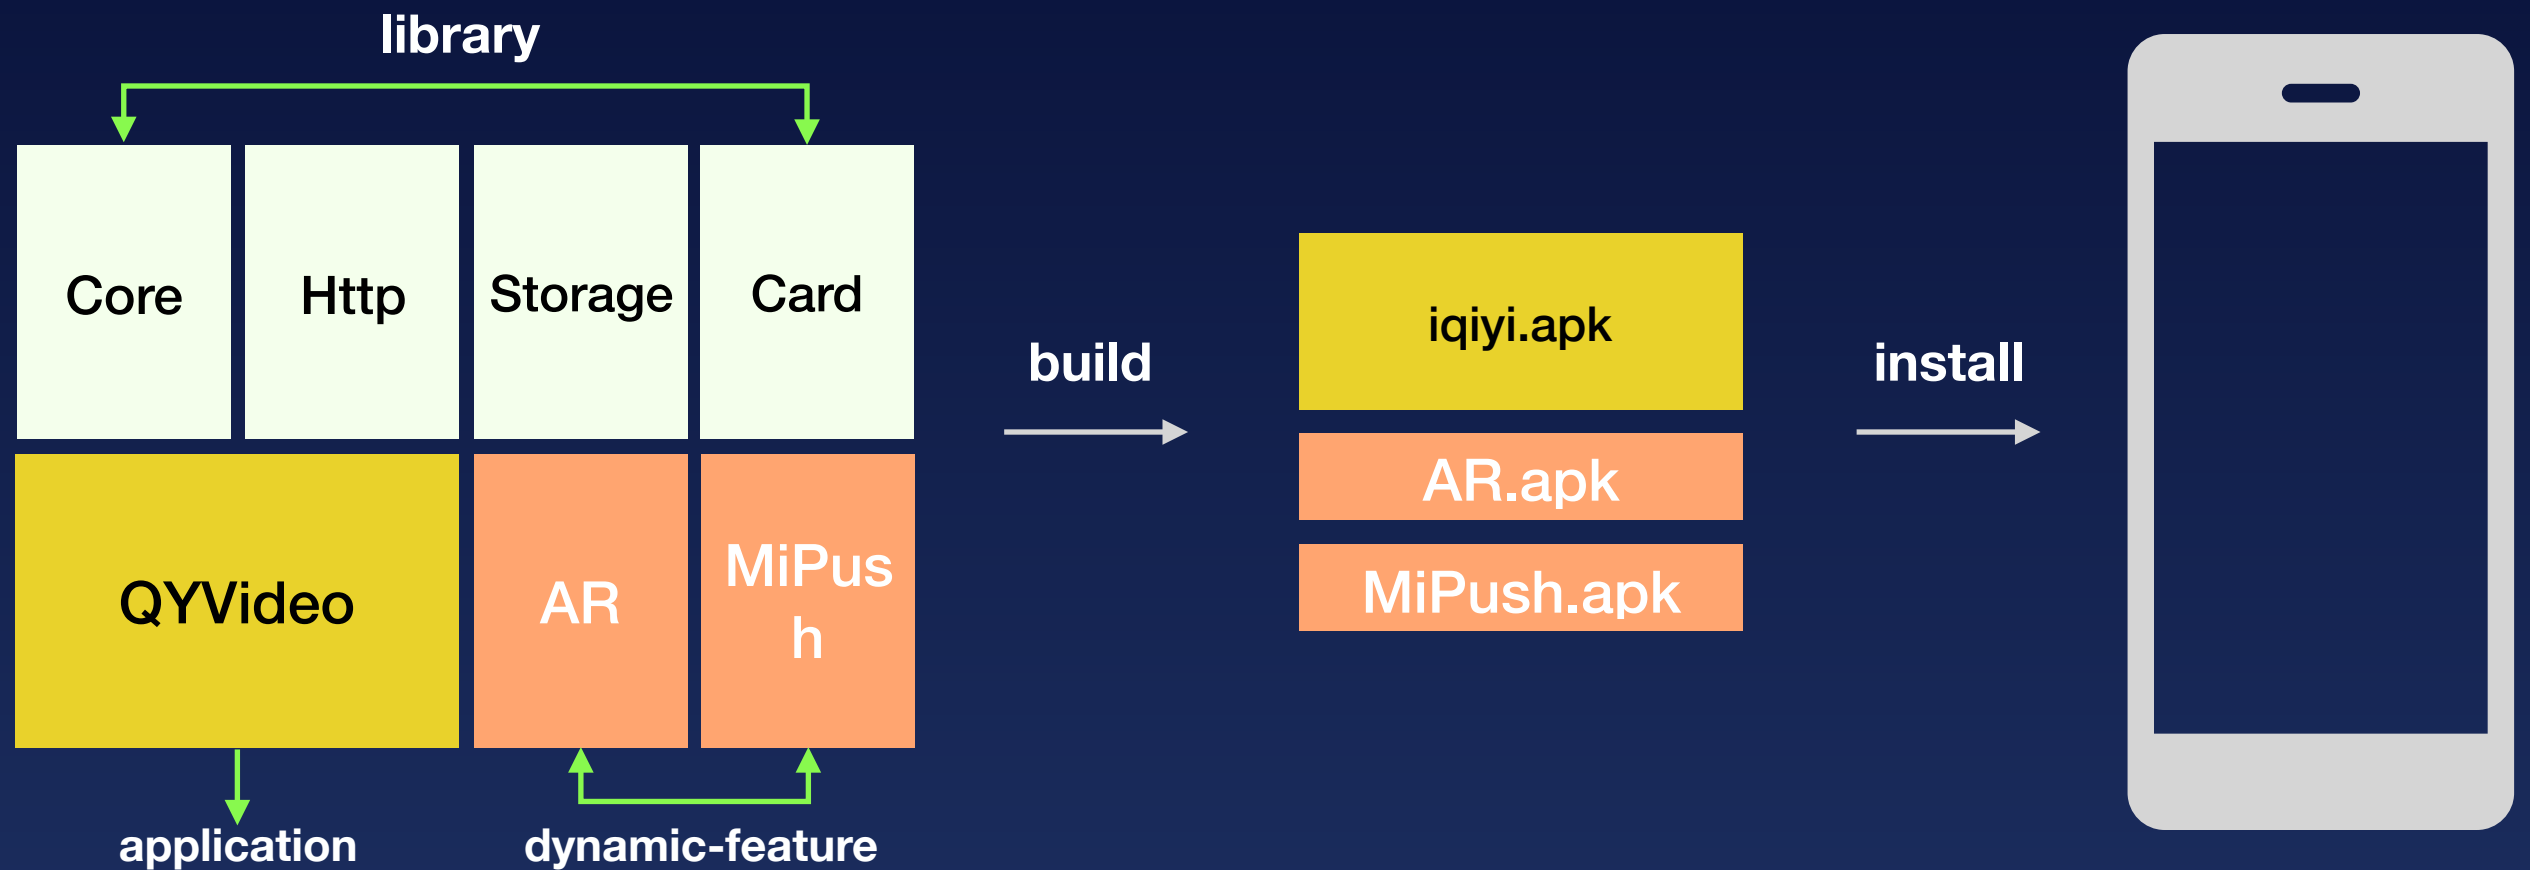 library
Core
Http
Storage
Card
QYVideo
AR
MiPus
h
application
dynamic-feature
build
iqiyi.apk
AR.apk
MiPush.apk
install